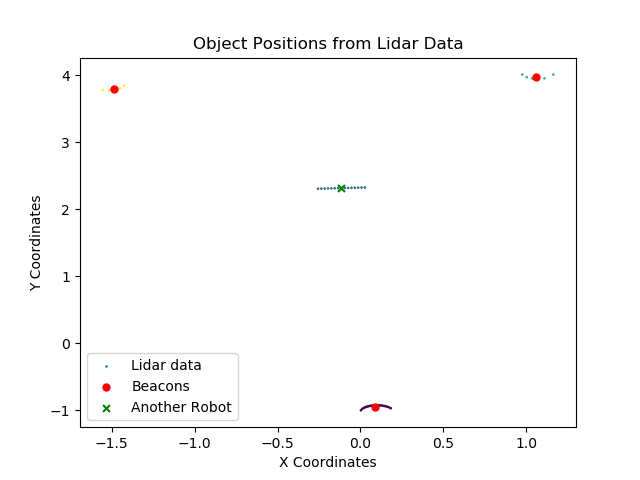 Object Positions from Lidar Data
Y Coordinates
4
3
2
1
0
−1
Lidar data
Beacons
Another Robot
−1.5 −1.0 −0.5 0.0 0.5 1.0
X Coordinates